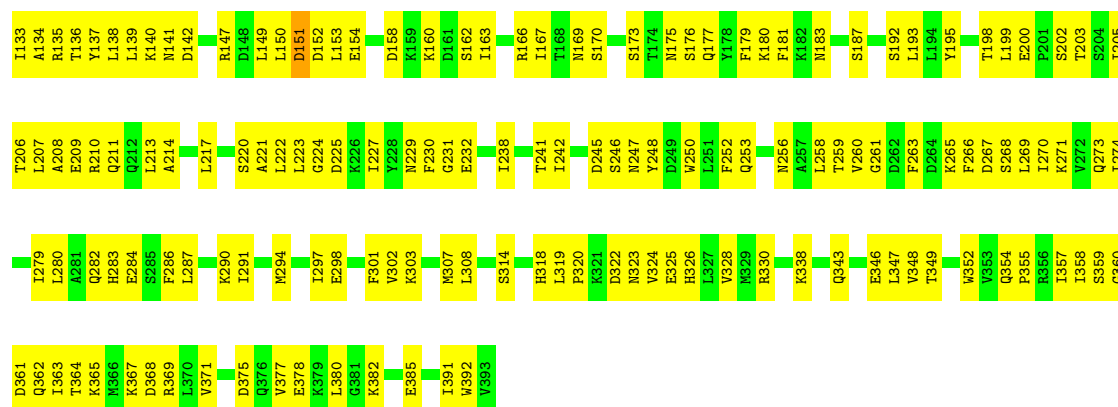 I133 A134 R135 T136 Y137 L138 L139 K140 N141 D142 R147 D148 L149 L150 D151 D152 L153 E154 D158 K159 K160 D161 S162 I163 R166 I167 T168 N169 S170 S173 T174 N175 S176 Q177 Y178 F179 K180 F181 K182 N183 S187 S192 L193 L194 Y195 T198 L199 E200 P201 S202 T203 S204 I205
T206 L207 A208 E209 R210 Q211 Q212 L213 A214 L217 S220 A221 L222 L223 G224 D225 K226 I227 Y228 N229 F230 G231 E232 I238 T241 I242 D245 S246 N247 Y248 D249 W250 L251 F252 Q253 N256 A257 L258 T259 V260 G261 D262 F263 D264 K265 F266 D267 S268 L269 I270 K271 V272 Q273 I274
I279 L280 A281 Q282 H283 E284 S285 F286 L287 K290 I291 M294 I297 E298 F301 V302 K303 M307 L308 S314 H318 L319 P320 K321 D322 N323 V324 E325 H326 L327 V328 M329 R330 K338 Q343 E346 L347 V348 T349 W352 V353 Q354 P355 R356 I357 I358 S359
D361 Q362 I363 T364 K365 M366 K367 D368 R369 L370 V371 D375 Q376 V377 E378 K379 L380 G381 K382 E385 I391 W392 V393